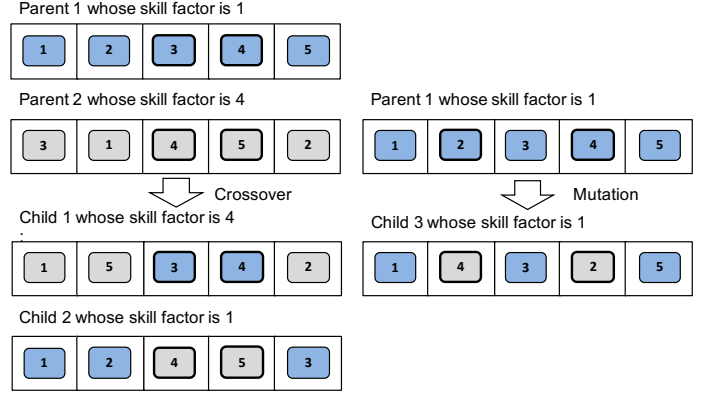 Parent 1 whose skill factor is 1
1 2 3 4 5
Parent 2 whose skill factor is 4
3 1 4 5 2
Crossover
Child 1 whose skill factor is 4
:
1 5 3 4 2
Child 2 whose skill factor is 1
1 2 4 5 3
Parent 1 whose skill factor is 1
1 2 3 4 5
Mutation
Child 3 whose skill factor is 1
1 4 3 2 5